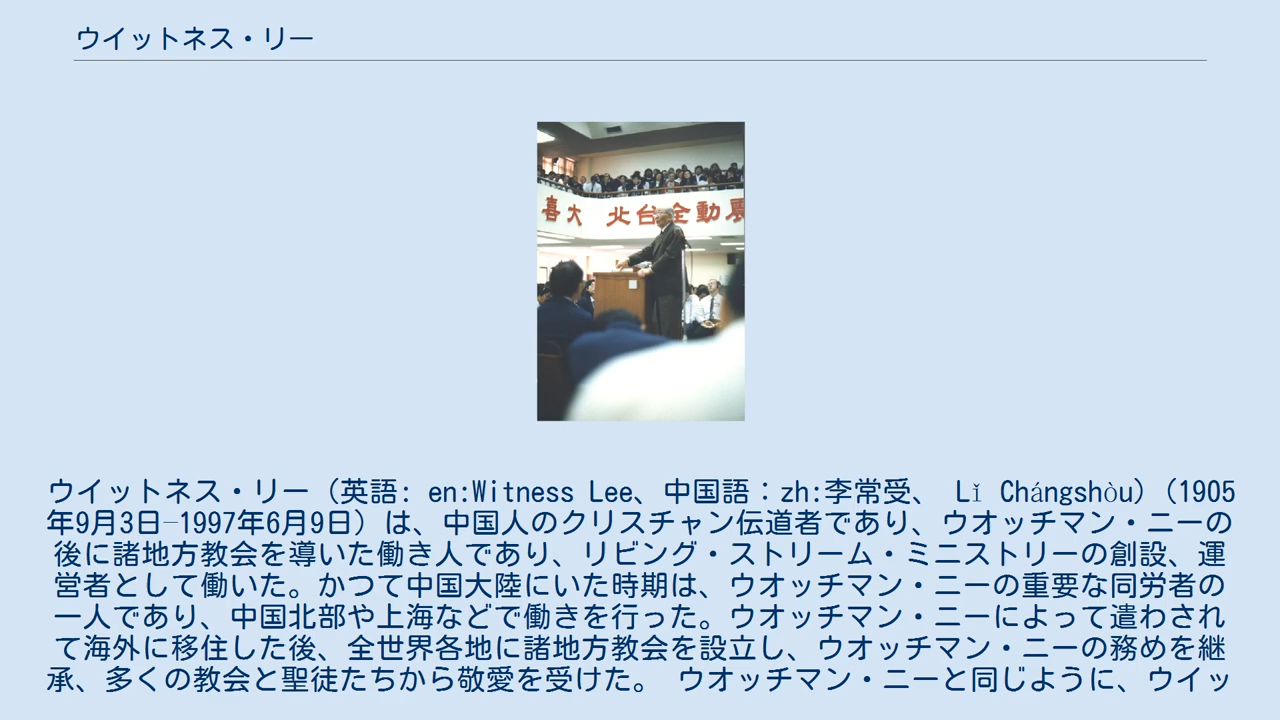 ウイットネス・リー
喜大 北台全動員
ウイットネス・リー（英語: en:Witness Lee、中国語：zh:李常受、 Lǐ Chángshòu）(1905
年9月3日–1997年6月9日）は、中国人のクリスチャン伝道者であり、ウオッチマン・ニーの
後に諸地方教会を導いた働き人であり、リビング・ストリーム・ミニストリーの創設、運
営者として働いた。かつて中国大陸にいた時期は、ウオッチマン・ニーの重要な同労者の
一人であり、中国北部や上海などで働きを行った。ウオッチマン・ニーによって遣わされ
て海外に移住した後、全世界各地に諸地方教会を設立し、ウオッチマン・ニーの務めを継
承、多くの教会と聖徒たちから敬愛を受けた。 ウオッチマン・ニーと同じように、ウイッ